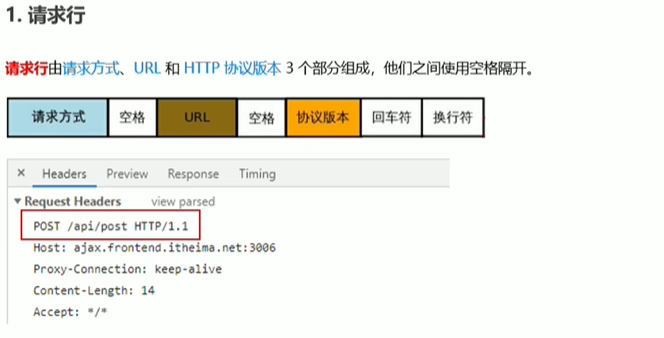 1. 请求行
请求行由请求方式、URL 和 HTTP 协议版本 3 个部分组成，他们之间使用空格隔开。
请求方式 空格 URL 空格 协议版本 回车符 换行符
× Headers Preview Response Timing
▼ Request Headers view parsed
POST /api/post HTTP/1.1
Host: ajax.frontend.itheima.net:3006
Proxy-Connection: keep-alive
Content-Length: 14
Accept: */*